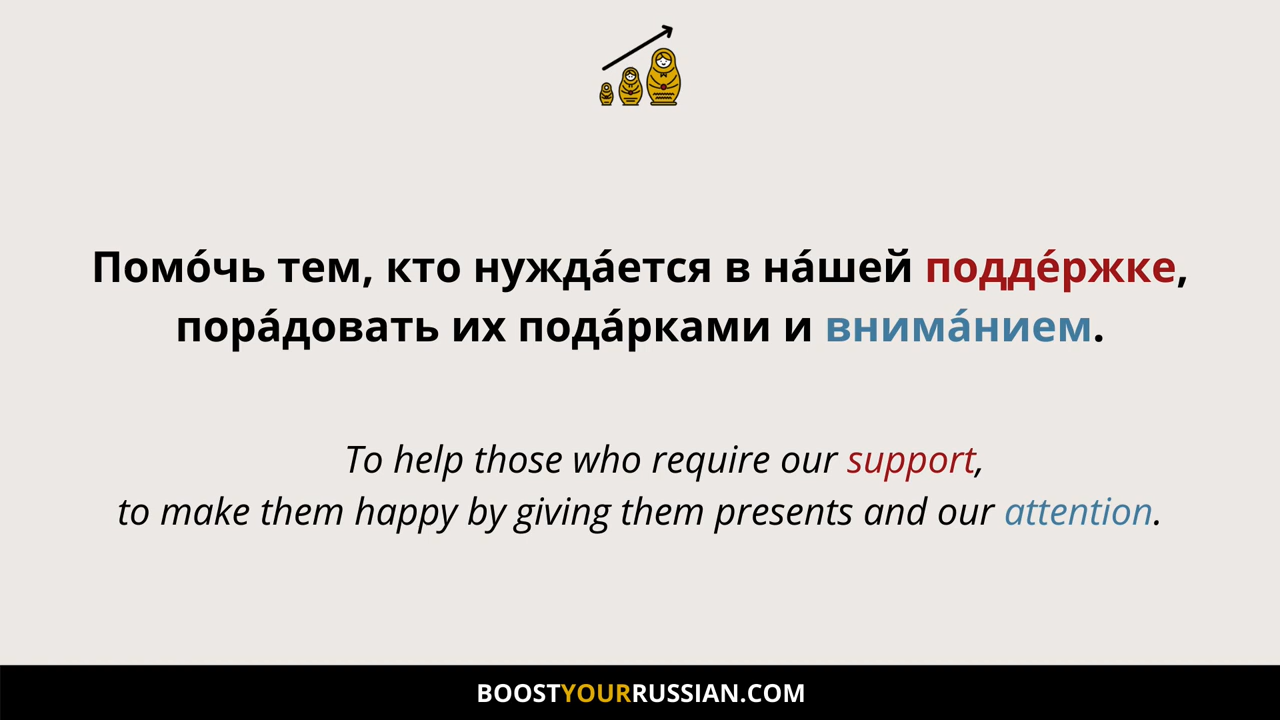 Помо́чь тем, кто нужда́ется в на́шей подде́ржке,
пора́довать их пода́рками и внима́нием.
To help those who require our support,
to make them happy by giving them presents and our attention.
BOOSTYOURRUSSIAN.COM